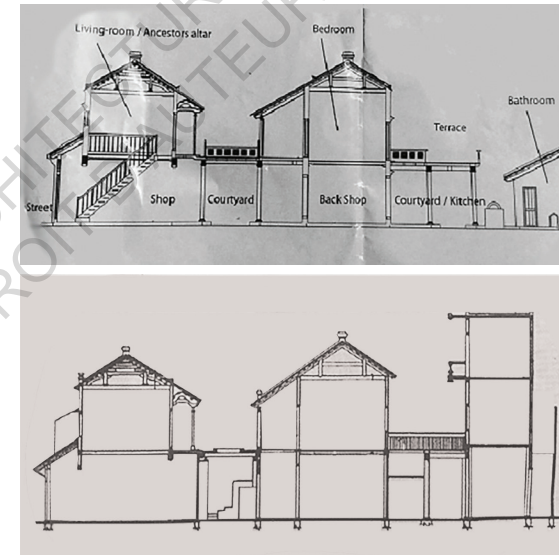 Living-room / Ancestors altar
Bedroom
Bathroom
Terrace
Street
Shop
Courtyard
Back Shop
Courtyard / Kitchen